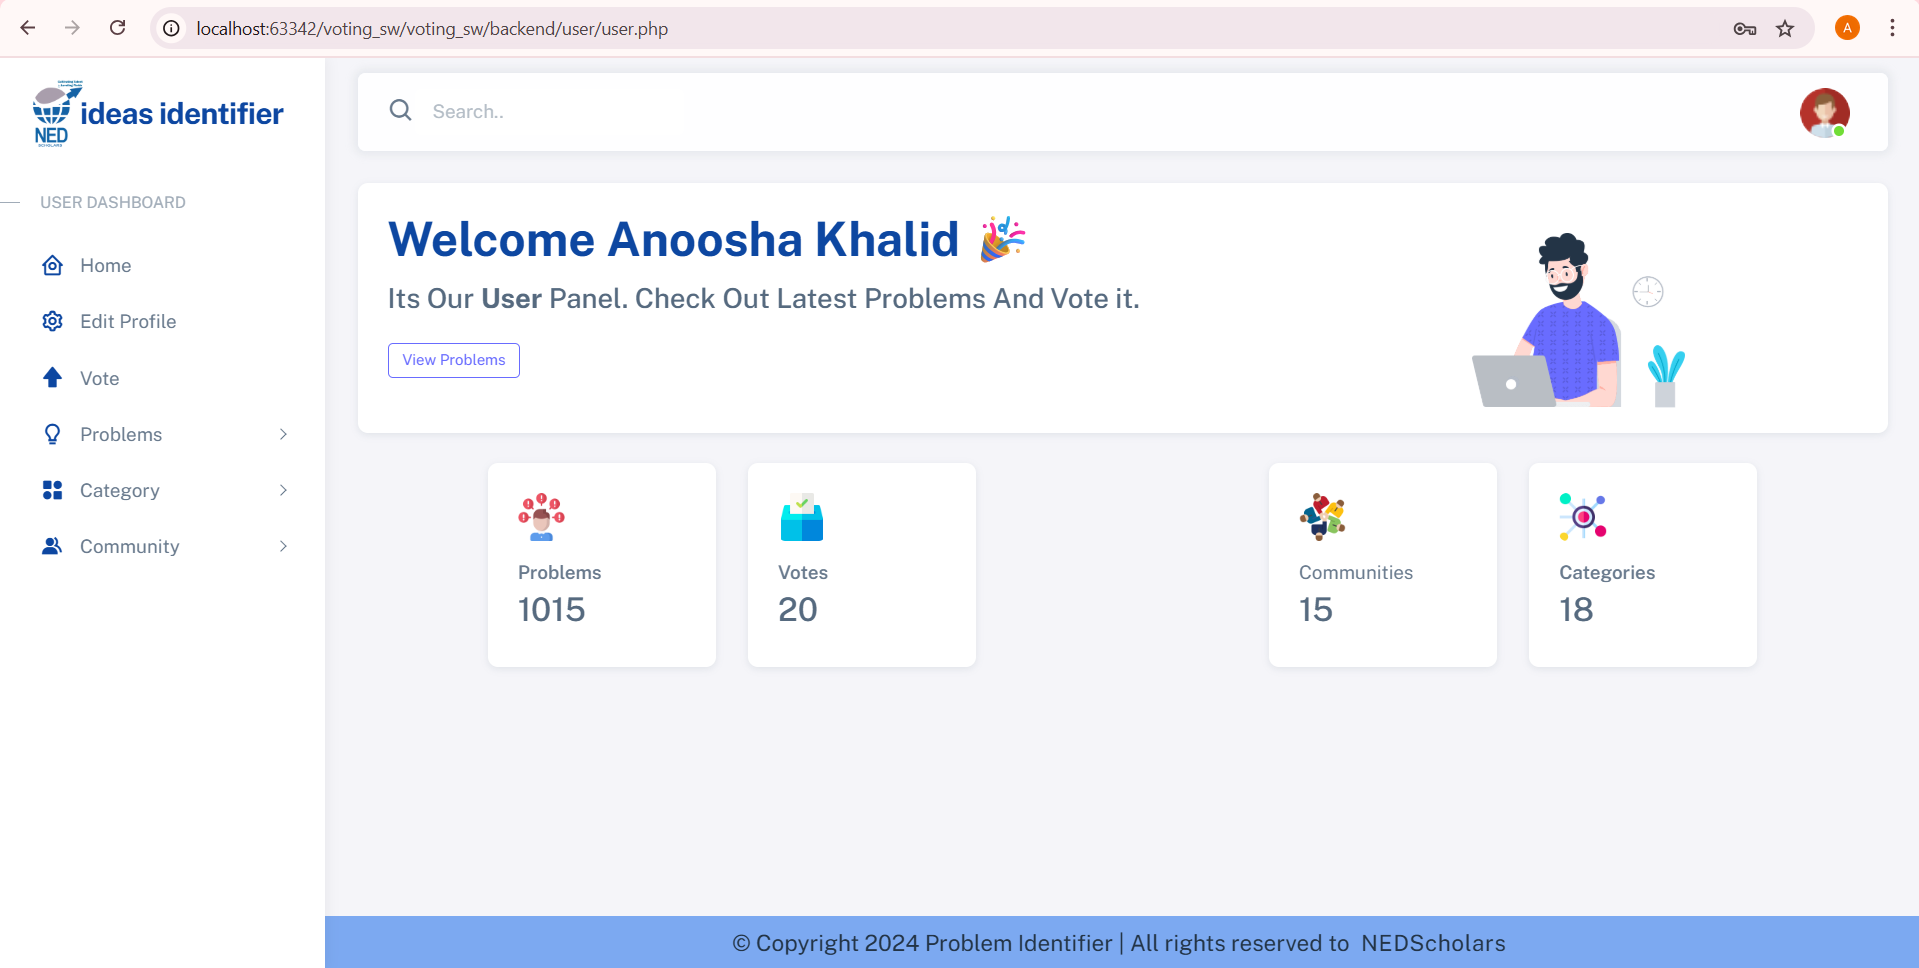 localhost:63342/voting_sw/voting_sw/backend/user/user.php
A
NED
SCHOLARS
ideas identifier
Search..
USER DASHBOARD
Home
Edit Profile
Vote
Problems
Category
Community
Welcome Anoosha Khalid 🎉
Its Our User Panel. Check Out Latest Problems And Vote it.
View Problems
Problems
1015
Votes
20
Communities
15
Categories
18
© Copyright 2024 Problem Identifier | All rights reserved to NEDScholars